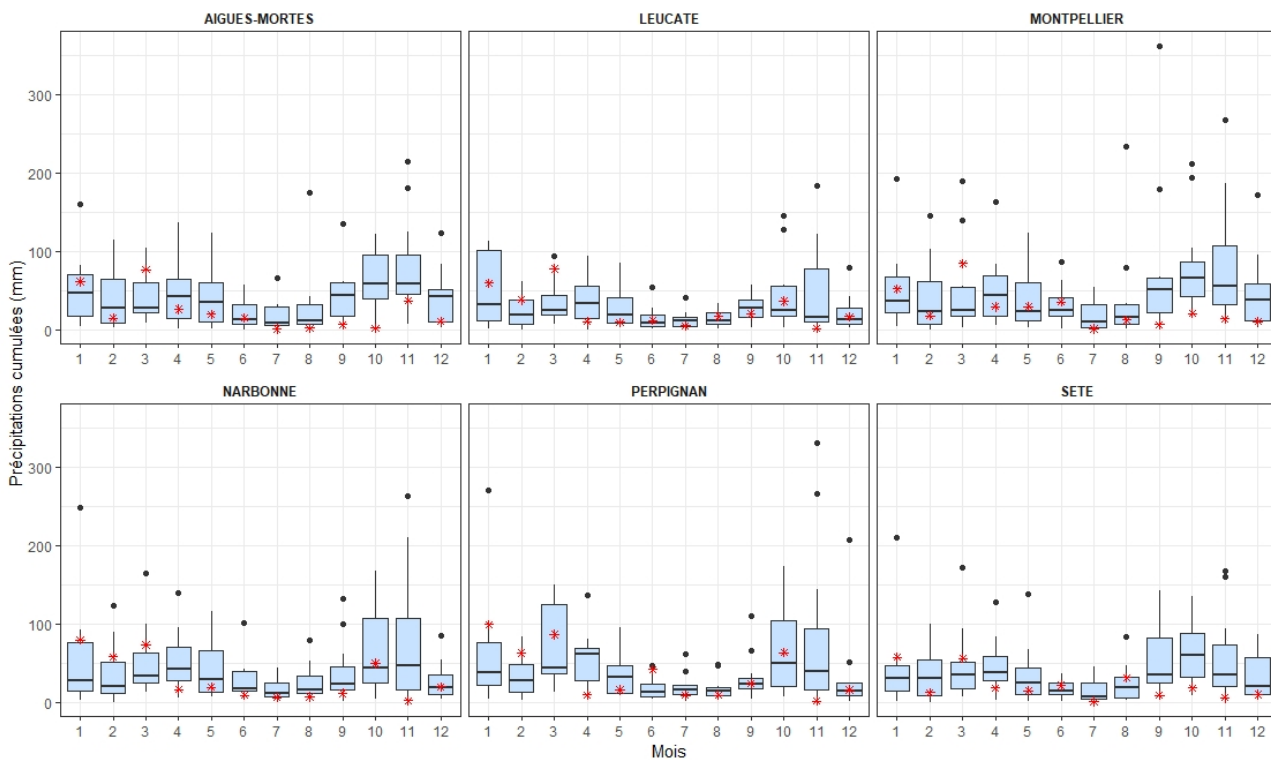 AIGUES-MORTES LEUCATE MONTPELLIER
300
200
100
0
1 2 3 4 5 6 7 8 9 10 11 12 1 2 3 4 5 6 7 8 9 10 11 12 1 2 3 4 5 6 7 8 9 10 11 12
Précipitations cumulées (mm)
NARBONNE PERPIGNAN SETE
300
200
100
0
1 2 3 4 5 6 7 8 9 10 11 12 1 2 3 4 5 6 7 8 9 10 11 12 1 2 3 4 5 6 7 8 9 10 11 12
Mois